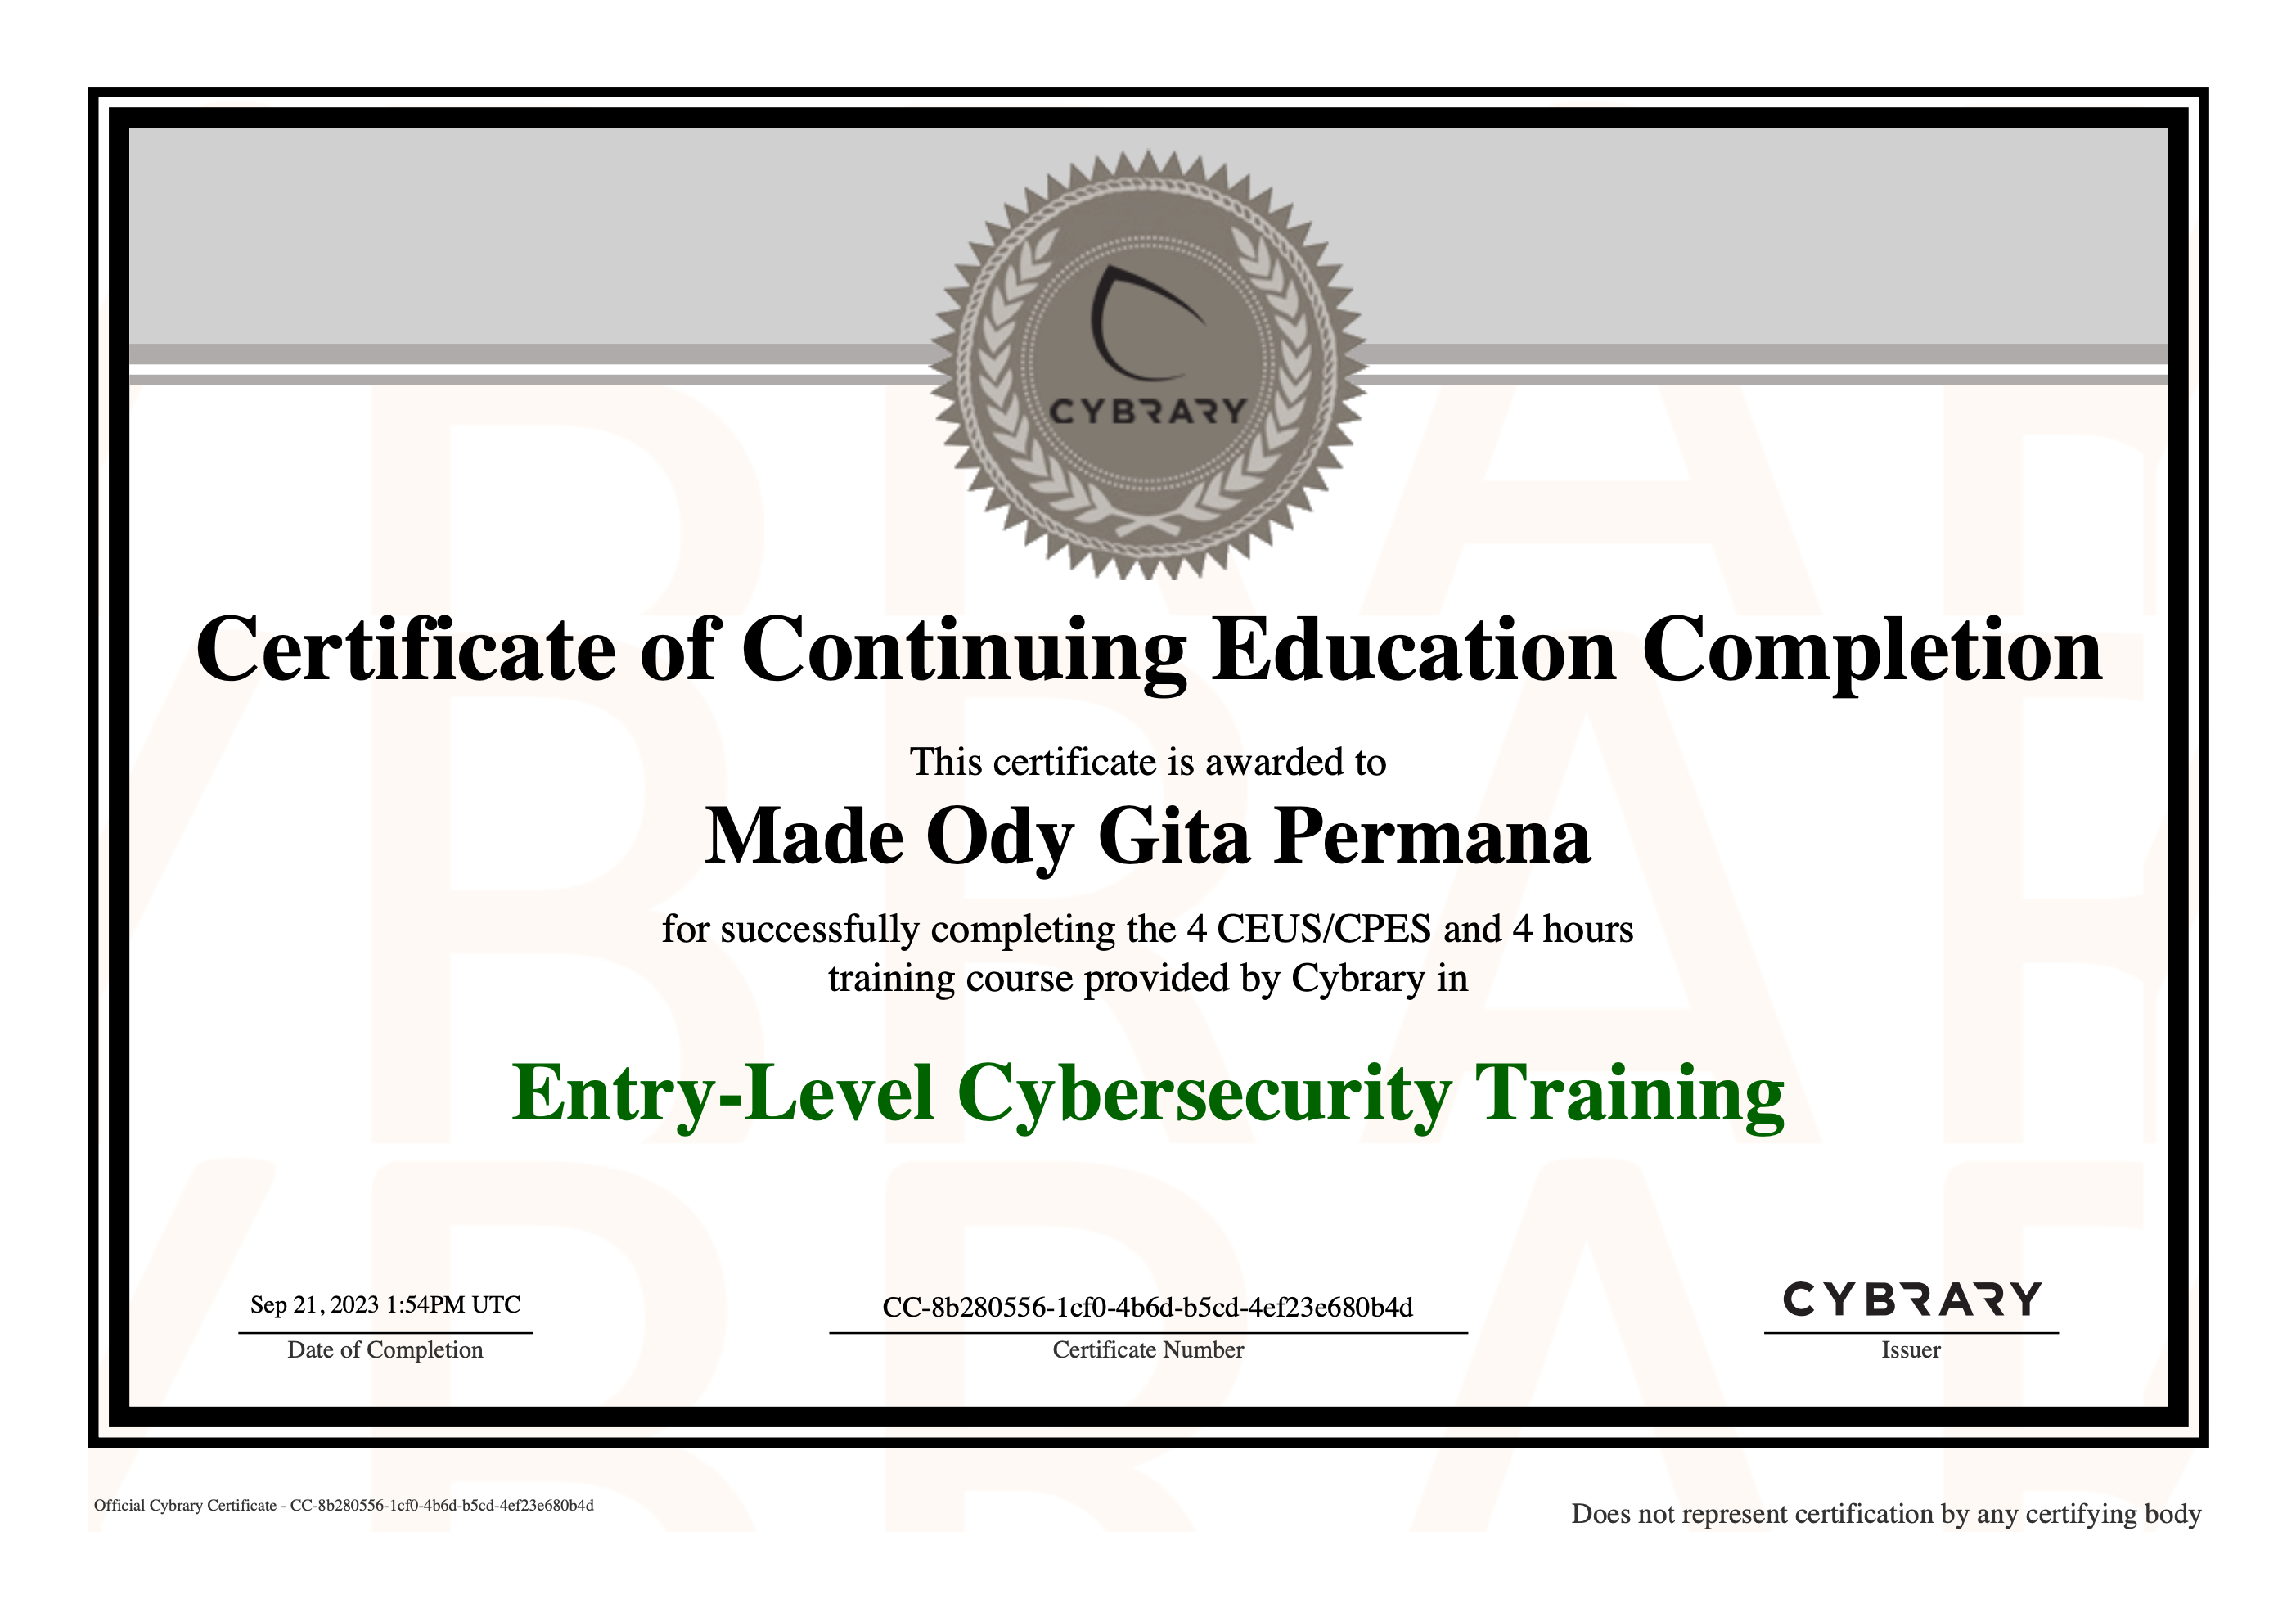 CYBRARY
Certificate of Continuing Education Completion
This certificate is awarded to
Made Ody Gita Permana
for successfully completing the 4 CEUS/CPES and 4 hours
training course provided by Cybrary in
Entry-Level Cybersecurity Training
Sep 21, 2023 1:54PM UTC
Date of Completion
CC-8b280556-1cf0-4b6d-b5cd-4ef23e680b4d
Certificate Number
CYBRARY
Issuer
Official Cybrary Certificate - CC-8b280556-1cf0-4b6d-b5cd-4ef23e680b4d
Does not represent certification by any certifying body